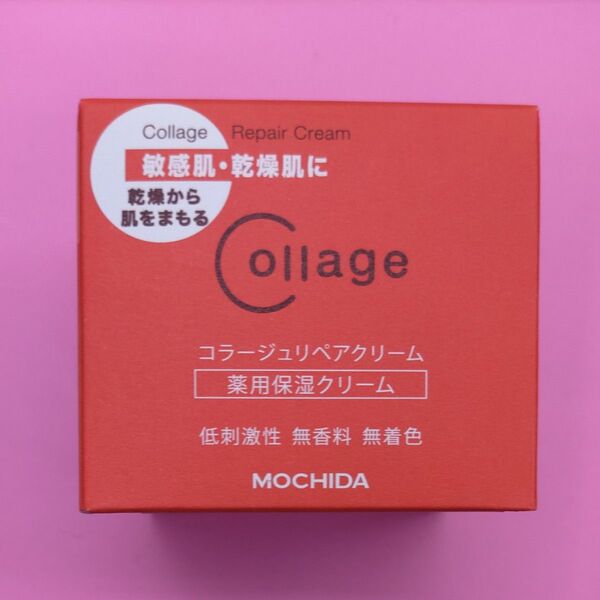 Collage Repair Cream
敏感肌・乾燥肌に
乾燥から
肌をまもる
Collage
コラージュリペアクリーム
薬用保湿クリーム
低刺激性 無香料 無着色
MOCHIDA